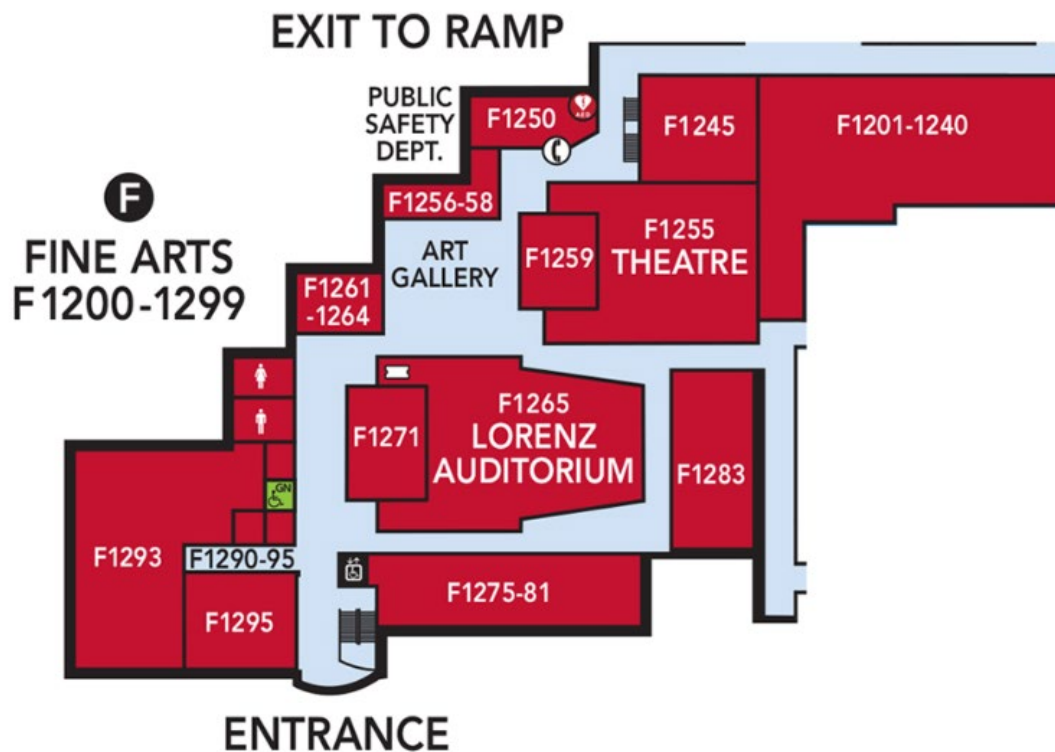 EXIT TO RAMP
PUBLIC
SAFETY
DEPT.
F1250
AED
F1245
F1201-1240
F
FINE ARTS
F1200-1299
F1256-58
ART
GALLERY
F1259
F1255
THEATRE
F1261
-1264
F1271
F1265
LORENZ
AUDITORIUM
F1283
GN
F1293
F1290-95
F1295
F1275-81
ENTRANCE